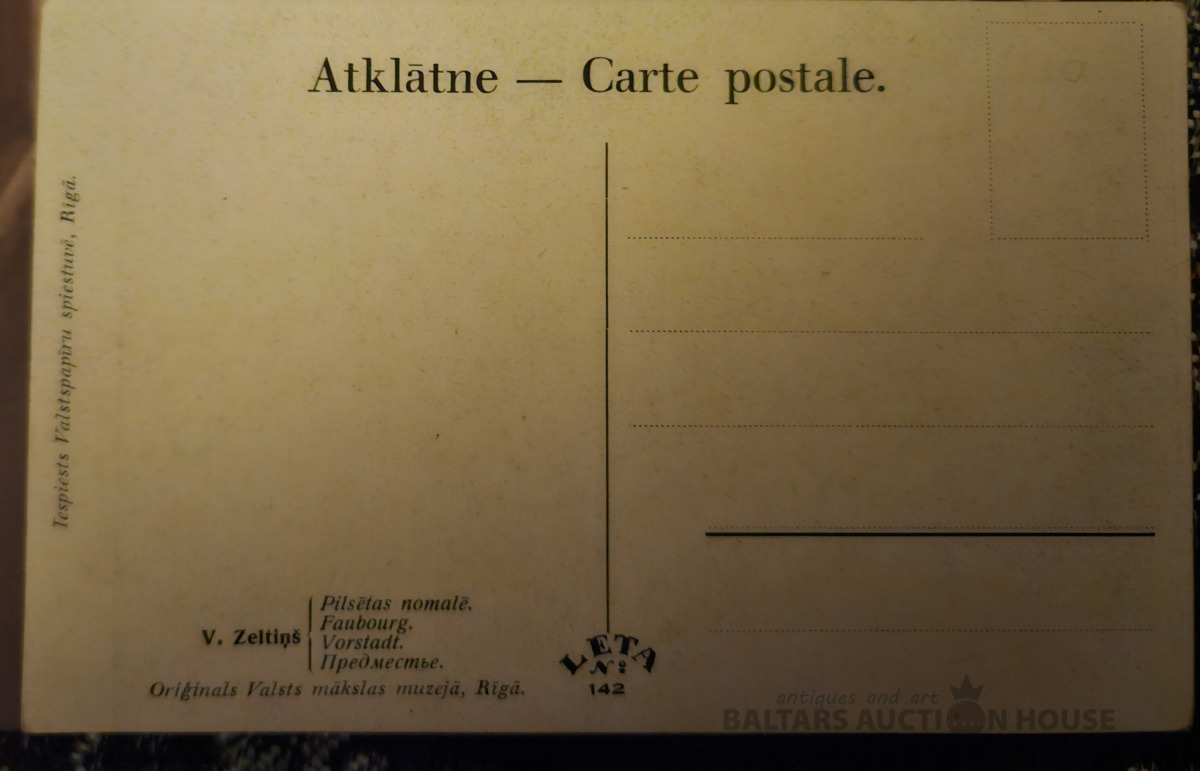 Atklātne — Carte postale.
Iespiests Valstspapīru spiestuvē, Rīgā.
V. Zeltiņš
Pilsētas nomalē.
Faubourg.
Vorstadt.
Предместье.
Oriģinals Valsts mākslas muzejā, Rīgā.
LETA
№
142
antiques and art
BALTARS AUCTION HOUSE